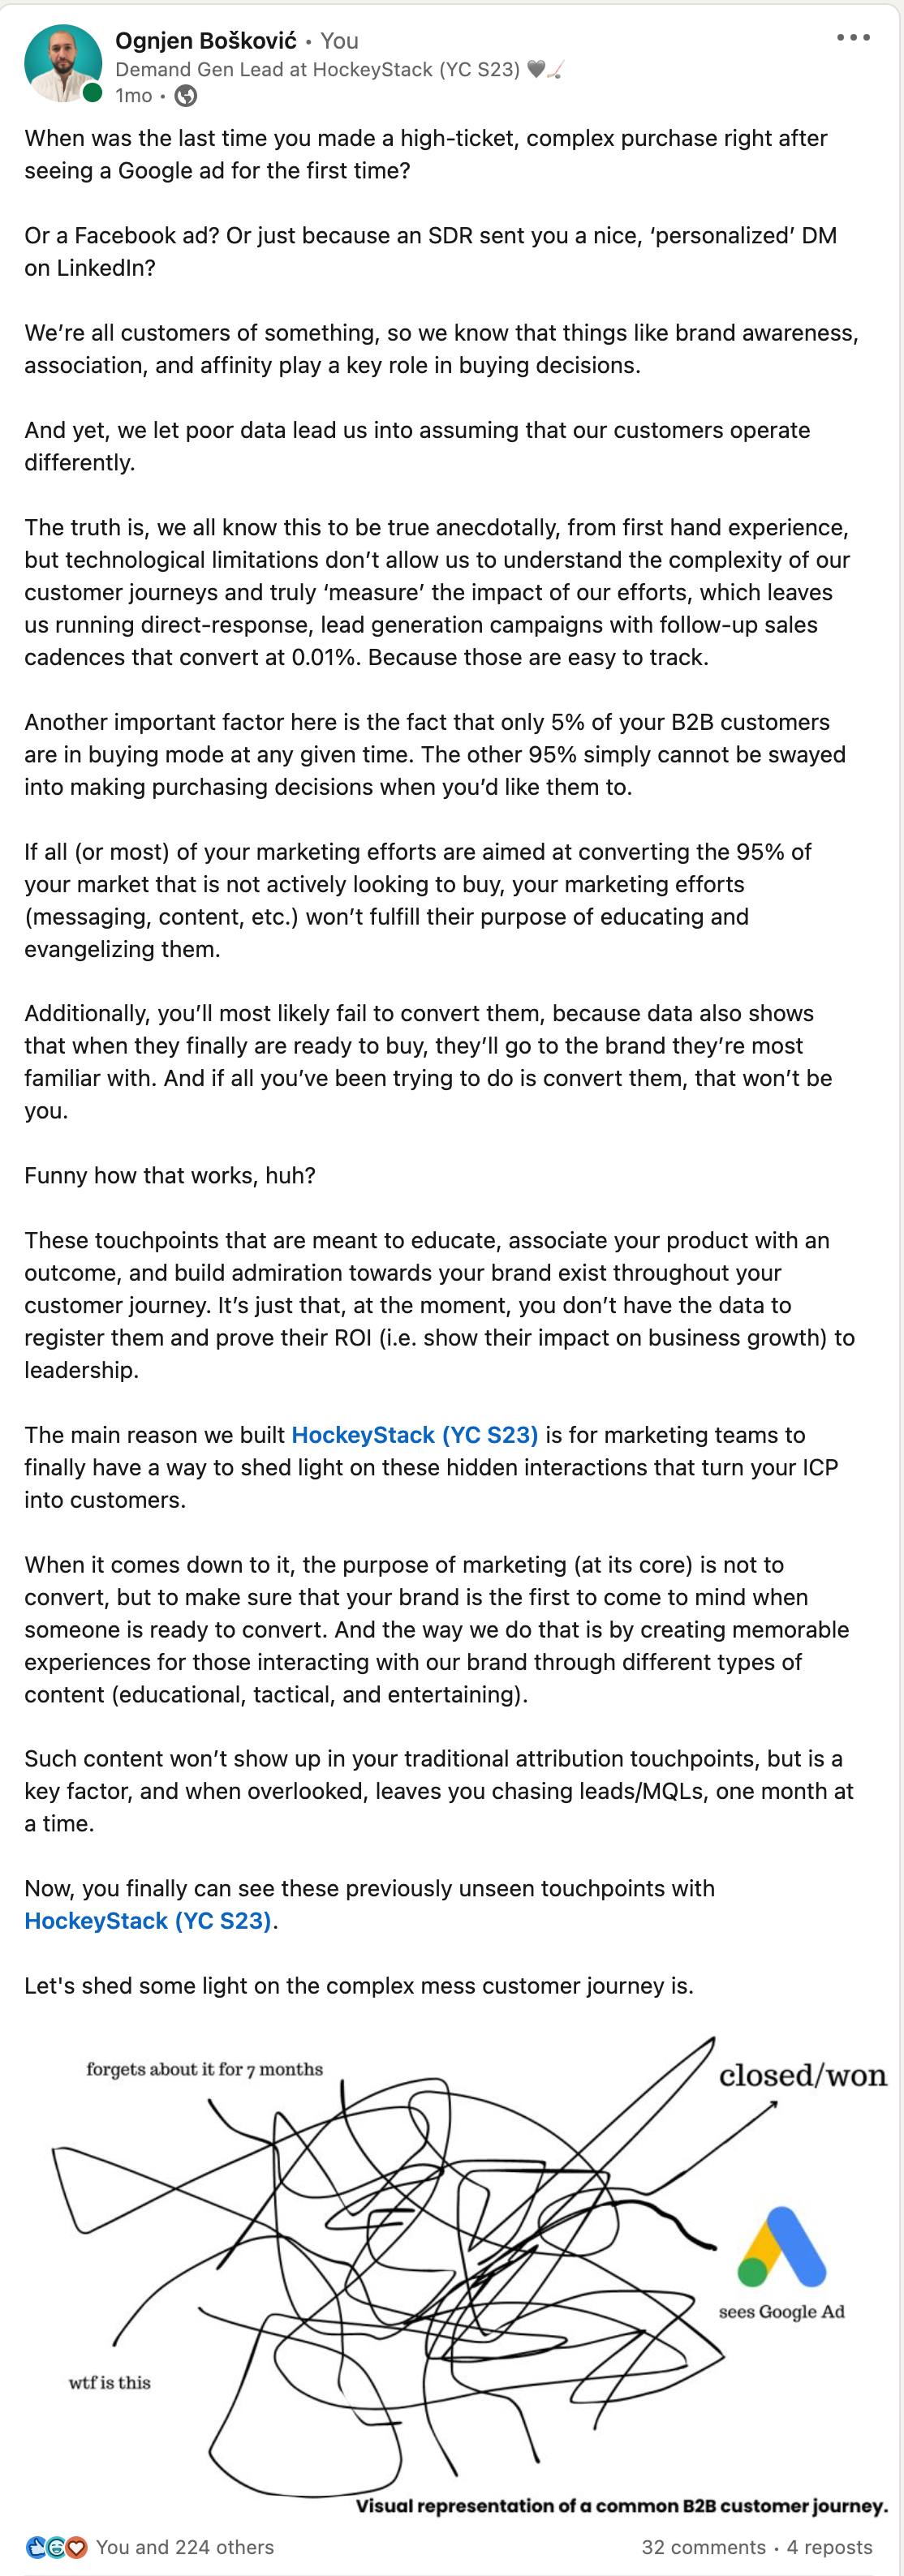 Ognjen Bošković • You
Demand Gen Lead at HockeyStack (YC S23) 🖤🏒
1mo •
When was the last time you made a high-ticket, complex purchase right after
seeing a Google ad for the first time?
Or a Facebook ad? Or just because an SDR sent you a nice, ‘personalized’ DM
on LinkedIn?
We’re all customers of something, so we know that things like brand awareness,
association, and affinity play a key role in buying decisions.
And yet, we let poor data lead us into assuming that our customers operate
differently.
The truth is, we all know this to be true anecdotally, from first hand experience,
but technological limitations don’t allow us to understand the complexity of our
customer journeys and truly ‘measure’ the impact of our efforts, which leaves
us running direct-response, lead generation campaigns with follow-up sales
cadences that convert at 0.01%. Because those are easy to track.
Another important factor here is the fact that only 5% of your B2B customers
are in buying mode at any given time. The other 95% simply cannot be swayed
into making purchasing decisions when you’d like them to.
If all (or most) of your marketing efforts are aimed at converting the 95% of
your market that is not actively looking to buy, your marketing efforts
(messaging, content, etc.) won’t fulfill their purpose of educating and
evangelizing them.
Additionally, you’ll most likely fail to convert them, because data also shows
that when they finally are ready to buy, they’ll go to the brand they’re most
familiar with. And if all you’ve been trying to do is convert them, that won’t be
you.
Funny how that works, huh?
These touchpoints that are meant to educate, associate your product with an
outcome, and build admiration towards your brand exist throughout your
customer journey. It’s just that, at the moment, you don’t have the data to
register them and prove their ROI (i.e. show their impact on business growth) to
leadership.
The main reason we built HockeyStack (YC S23) is for marketing teams to
finally have a way to shed light on these hidden interactions that turn your ICP
into customers.
When it comes down to it, the purpose of marketing (at its core) is not to
convert, but to make sure that your brand is the first to come to mind when
someone is ready to convert. And the way we do that is by creating memorable
experiences for those interacting with our brand through different types of
content (educational, tactical, and entertaining).
Such content won’t show up in your traditional attribution touchpoints, but is a
key factor, and when overlooked, leaves you chasing leads/MQLs, one month at
a time.
Now, you finally can see these previously unseen touchpoints with
HockeyStack (YC S23).
Let's shed some light on the complex mess customer journey is.
forgets about it for 7 months
closed/won
sees Google Ad
wtf is this
Visual representation of a common B2B customer journey.
You and 224 others
32 comments • 4 reposts